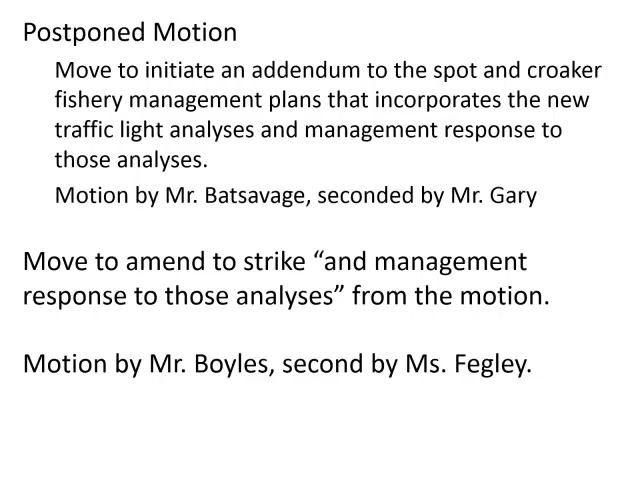 Postponed Motion
Move to initiate an addendum to the spot and croaker
fishery management plans that incorporates the new
traffic light analyses and management response to
those analyses.
Motion by Mr. Batsavage, seconded by Mr. Gary
Move to amend to strike “and management
response to those analyses” from the motion.
Motion by Mr. Boyles, second by Ms. Fegley.